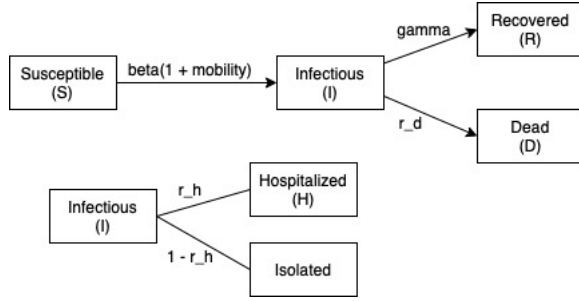 gamma
Recovered
(R)
Susceptible
(S)
beta(1 + mobility)
Infectious
(I)
r_d
Dead
(D)
Infectious
(I)
r_h
Hospitalized
(H)
1 - r_h
Isolated